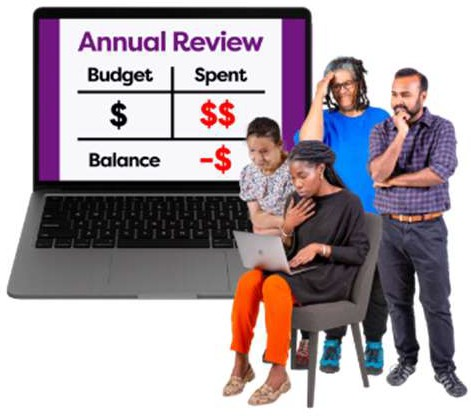 Annual Review
Budget Spent
$ $$
Balance -$